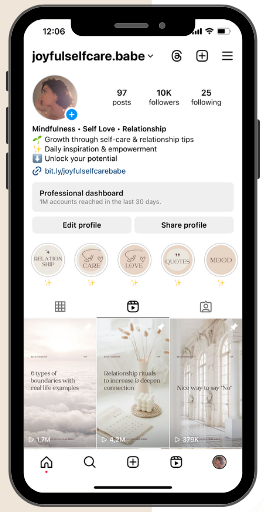 12:06
joyfulselfcare.babe
97 10K 25
posts followers following
Mindfulness • Self Love • Relationship
🌱 Growth through self-care & relationship tips
✨ Daily inspiration & empowerment
⬇️ Unlock your potential
bit.ly/joyfulselfcarebabe
Professional dashboard
1M accounts reached in the last 30 days.
Edit profile Share profile
RELATION
SHIP
CARE
LOVE
QUOTES
MOOD
6 types of
boundaries with
real life examples
Relationship rituals
to increase & deepen
connection
Nice way to say "No"
1,7M 4,2M 379K